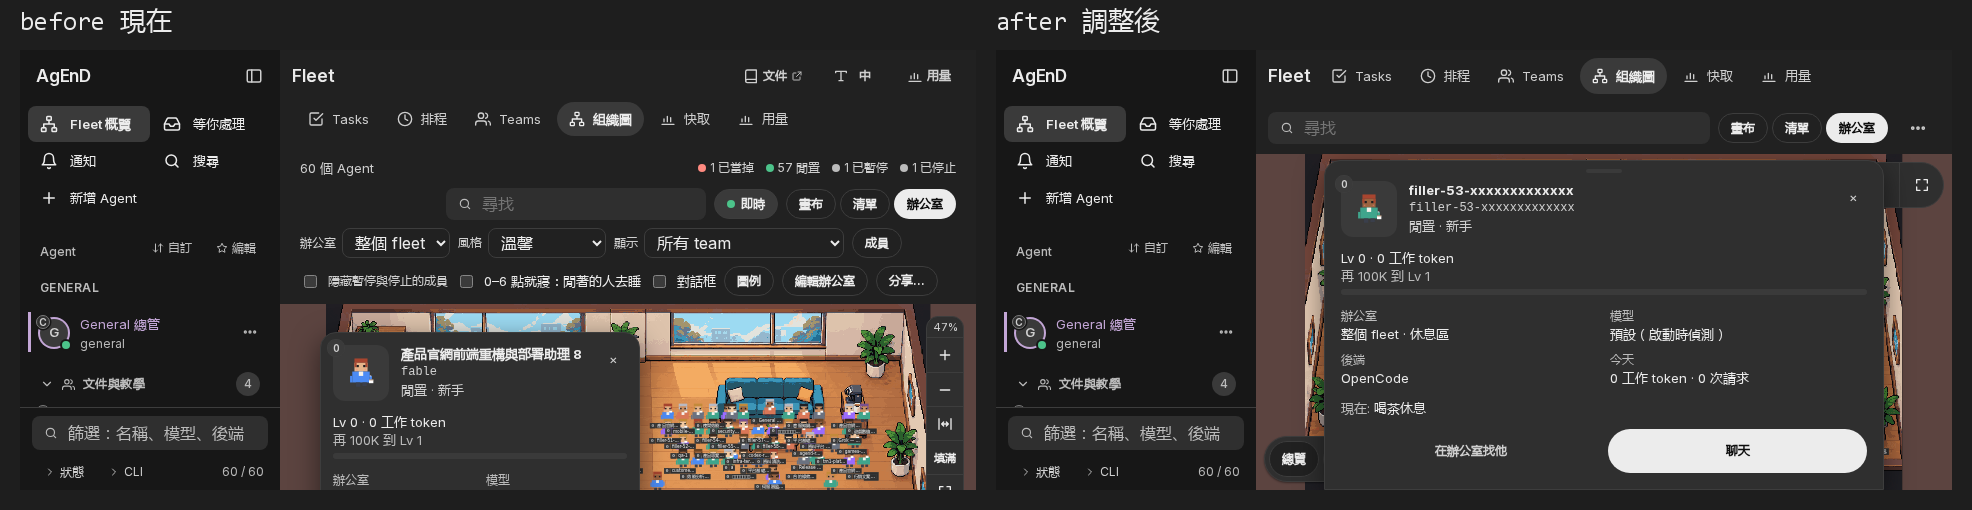 before 現在
AgEnD
Fleet 概覽
等你處理
通知
搜尋
新增 Agent
Agent
自訂
編輯
GENERAL
C
G
General 總管
general
文件與教學
4
篩選：名稱、模型、後端
狀態
CLI
60 / 60
Fleet
文件
中
用量
Tasks
排程
Teams
組織圖
快取
用量
60 個 Agent
1 已當掉
57 閒置
1 已暫停
1 已停止
尋找
即時
畫布
清單
辦公室
辦公室
整個 fleet
風格
溫馨
顯示
所有 team
成員
隱藏暫停與停止的成員
0–6 點就寢：閒著的人去睡
對話框
圖例
編輯辦公室
分享...
0
產品官網前端重構與部署助理 8
fable
閒置 · 新手
×
Lv 0 · 0 工作 token
再 100K 到 Lv 1
辦公室
模型
47%
填滿
after 調整後
AgEnD
Fleet 概覽
等你處理
通知
搜尋
新增 Agent
Agent
自訂
編輯
GENERAL
C
G
General 總管
general
文件與教學
4
篩選：名稱、模型、後端
狀態
CLI
60 / 60
Fleet
Tasks
排程
Teams
組織圖
快取
用量
尋找
畫布
清單
辦公室
0
filler-53-xxxxxxxxxxxxx
filler-53-xxxxxxxxxxxxx
閒置 · 新手
×
Lv 0 · 0 工作 token
再 100K 到 Lv 1
辦公室
整個 fleet · 休息區
模型
預設（啟動時偵測）
後端
OpenCode
今天
0 工作 token · 0 次請求
現在: 喝茶休息
在辦公室找他
聊天
總覽